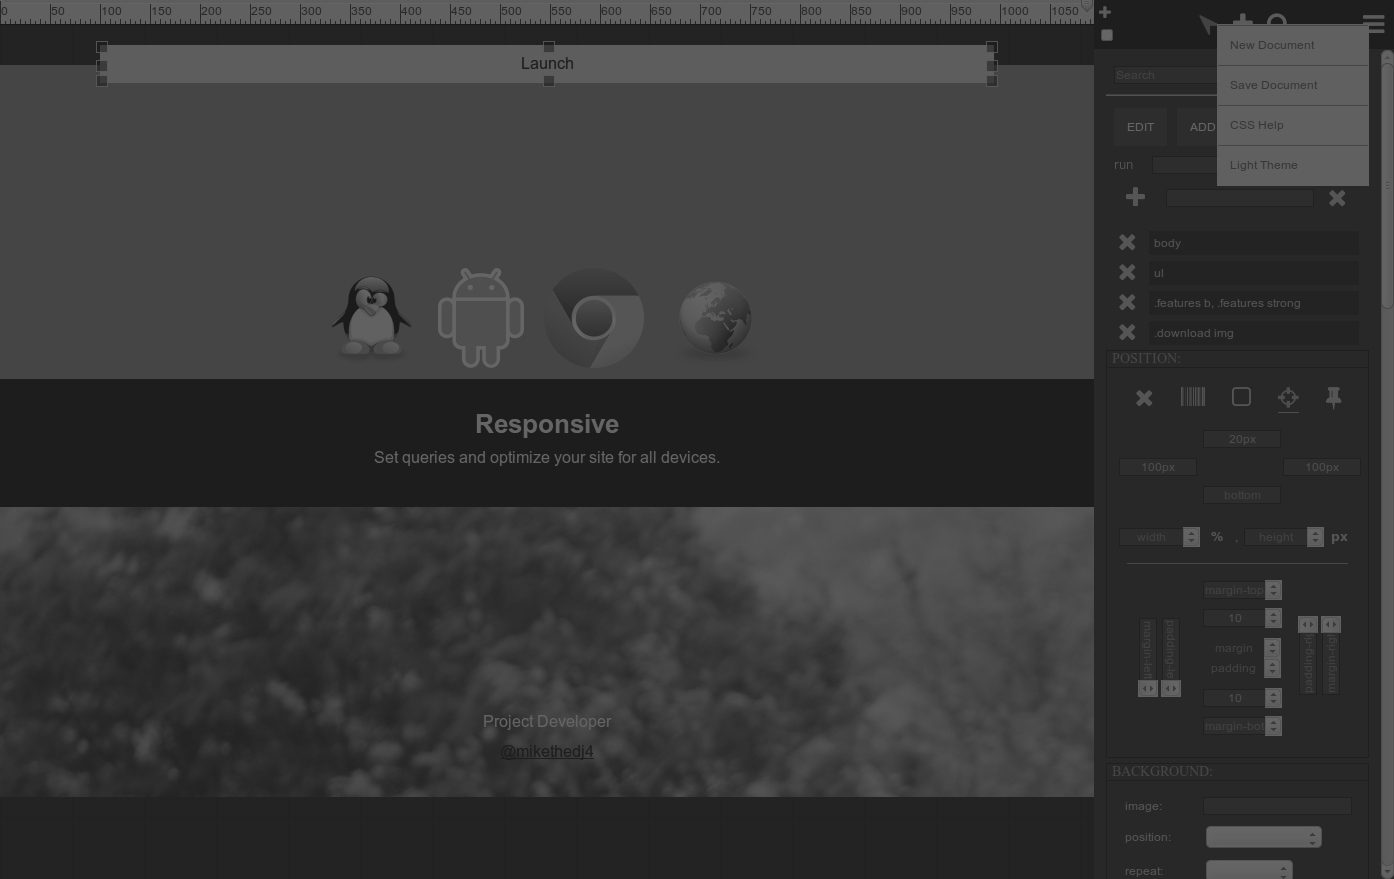 0 50 100 150 200 250 300 350 400 450 500 550 600 650 700 750 800 850 900 950 1000 1050
Launch
Responsive
Set queries and optimize your site for all devices.
Project Developer
@mikethedj4
New Document
Save Document
CSS Help
Light Theme
Search
EDIT ADD
run
body
ul
.features b, .features strong
.download img
POSITION:
20px
100px 100px
bottom
width % , height px
margin-top
10
margin-left padding-le margin padding-ri margin-righ
padding
10
margin-bot
BACKGROUND:
image:
position:
repeat: